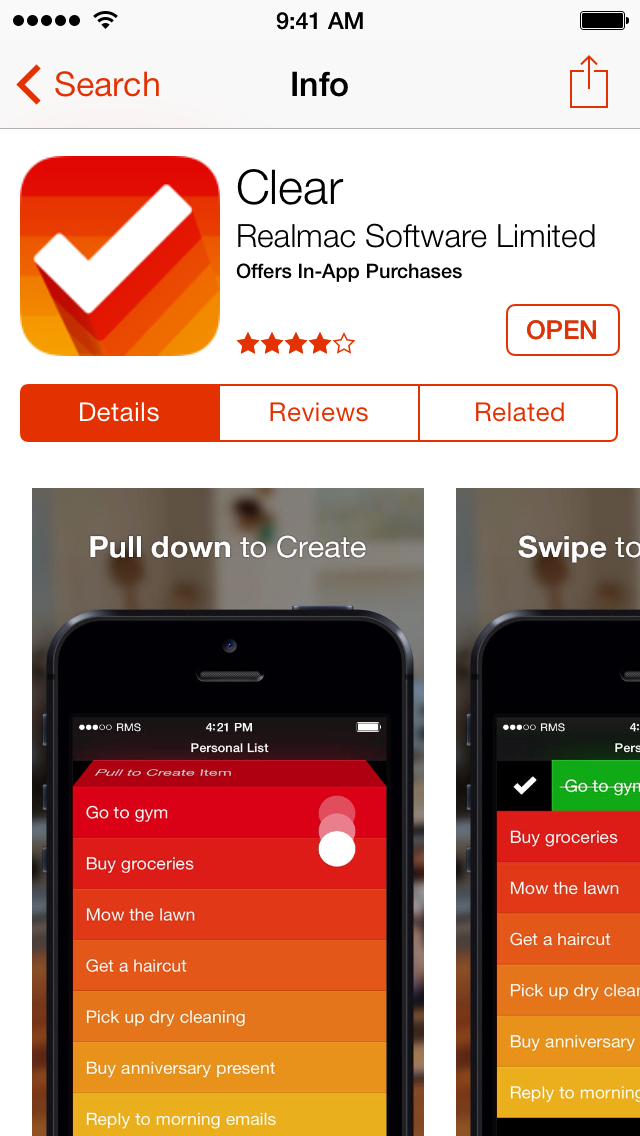 9:41 AM
Search
Info
Clear
Realmac Software Limited
Offers In-App Purchases
OPEN
Details
Reviews
Related
Pull down to Create
RMS
4:21 PM
Personal List
Pull to Create Item
Go to gym
Buy groceries
Mow the lawn
Get a haircut
Pick up dry cleaning
Buy anniversary present
Reply to morning emails
Swipe to
RMS
4:
Pers
Go to gym
Buy groceries
Mow the lawn
Get a haircut
Pick up dry clean
Buy anniversary
Reply to morning